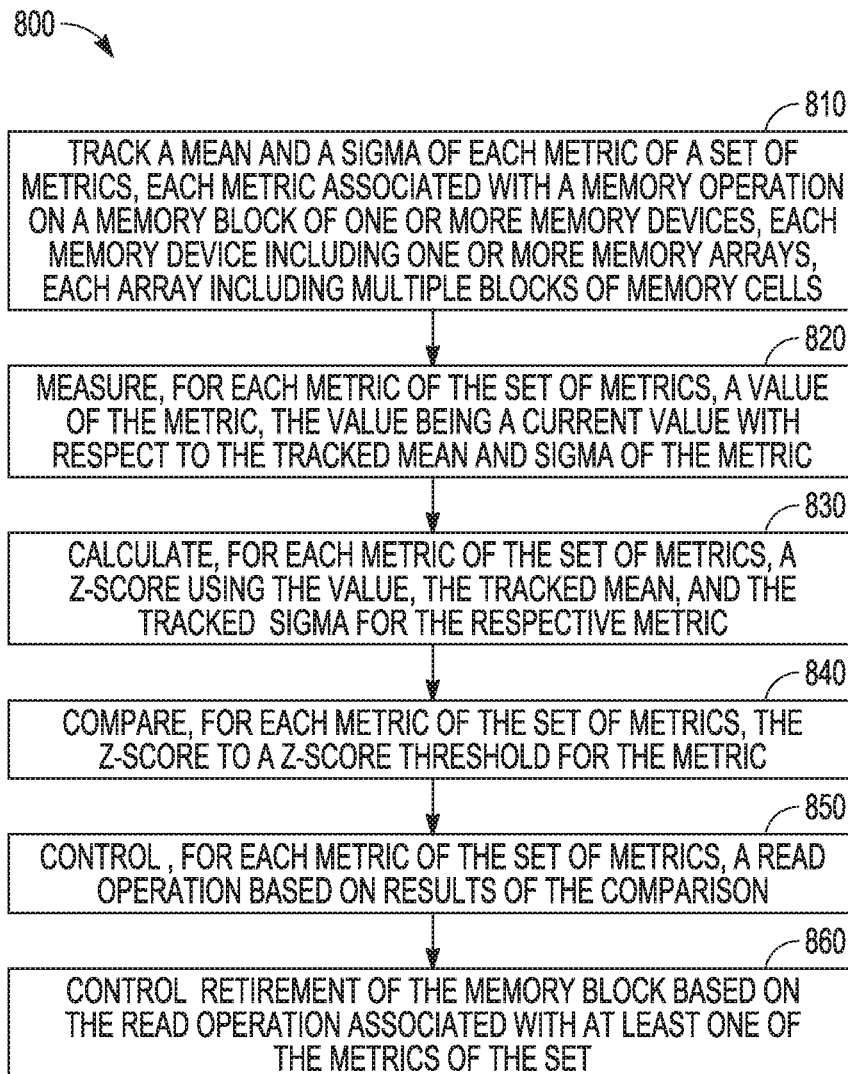 800
810
TRACK A MEAN AND A SIGMA OF EACH METRIC OF A SET OF
METRICS, EACH METRIC ASSOCIATED WITH A MEMORY OPERATION
ON A MEMORY BLOCK OF ONE OR MORE MEMORY DEVICES, EACH
MEMORY DEVICE INCLUDING ONE OR MORE MEMORY ARRAYS,
EACH ARRAY INCLUDING MULTIPLE BLOCKS OF MEMORY CELLS
820
MEASURE, FOR EACH METRIC OF THE SET OF METRICS, A VALUE
OF THE METRIC, THE VALUE BEING A CURRENT VALUE WITH
RESPECT TO THE TRACKED MEAN AND SIGMA OF THE METRIC
830
CALCULATE, FOR EACH METRIC OF THE SET OF METRICS, A
Z-SCORE USING THE VALUE, THE TRACKED MEAN, AND THE
TRACKED SIGMA FOR THE RESPECTIVE METRIC
840
COMPARE, FOR EACH METRIC OF THE SET OF METRICS, THE
Z-SCORE TO A Z-SCORE THRESHOLD FOR THE METRIC
850
CONTROL , FOR EACH METRIC OF THE SET OF METRICS, A READ
OPERATION BASED ON RESULTS OF THE COMPARISON
860
CONTROL RETIREMENT OF THE MEMORY BLOCK BASED ON
THE READ OPERATION ASSOCIATED WITH AT LEAST ONE OF
THE METRICS OF THE SET